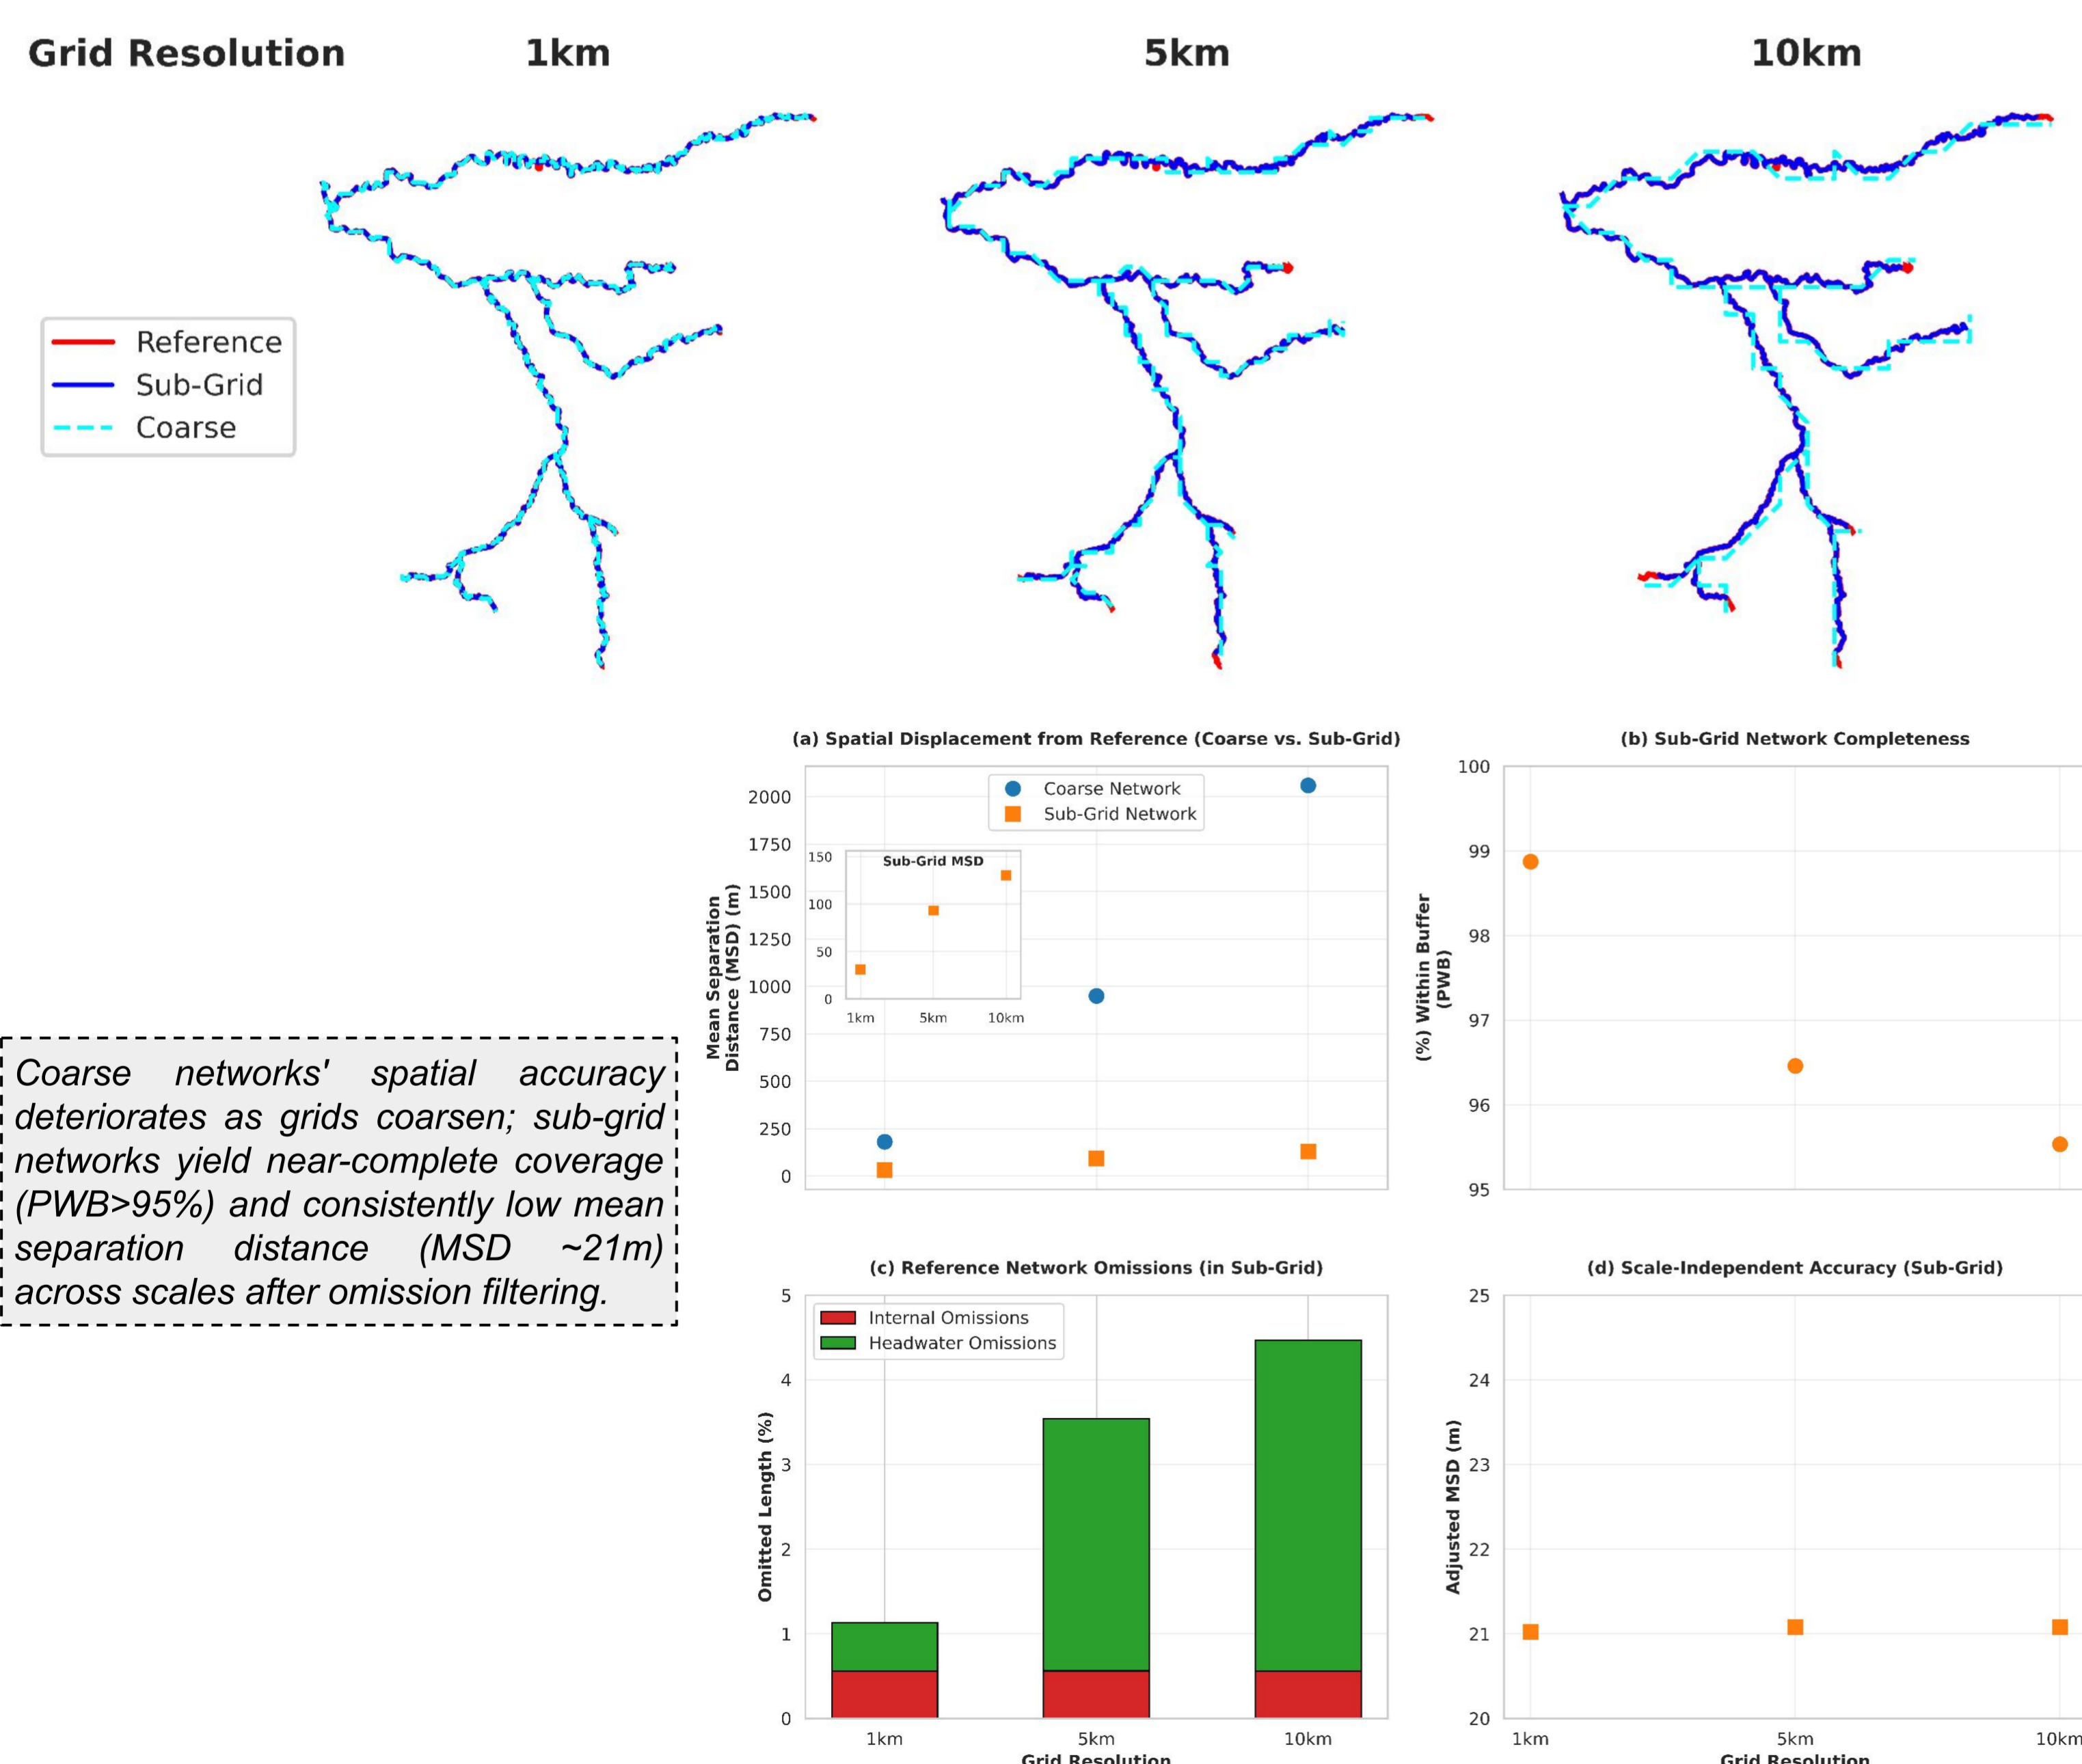 Grid Resolution 1km 5km 10km
Reference
Sub-Grid
Coarse
Coarse networks' spatial accuracy
deteriorates as grids coarsen; sub-grid
networks yield near-complete coverage
(PWB>95%) and consistently low mean
separation distance (MSD ~21m)
across scales after omission filtering.
(a) Spatial Displacement from Reference (Coarse vs. Sub-Grid)
Mean Separation
Distance (MSD) (m)
2000
1750
1500
1250
1000
750
500
250
0
Coarse Network
Sub-Grid Network
Sub-Grid MSD
150
100
50
0
1km 5km 10km
(b) Sub-Grid Network Completeness
(%) Within Buffer
(PWB)
100
99
98
97
96
95
(c) Reference Network Omissions (in Sub-Grid)
Omitted Length (%)
5
4
3
2
1
0
Internal Omissions
Headwater Omissions
1km 5km 10km
Grid Resolution
(d) Scale-Independent Accuracy (Sub-Grid)
Adjusted MSD (m)
25
24
23
22
21
20
1km 5km 10km
Grid Resolution